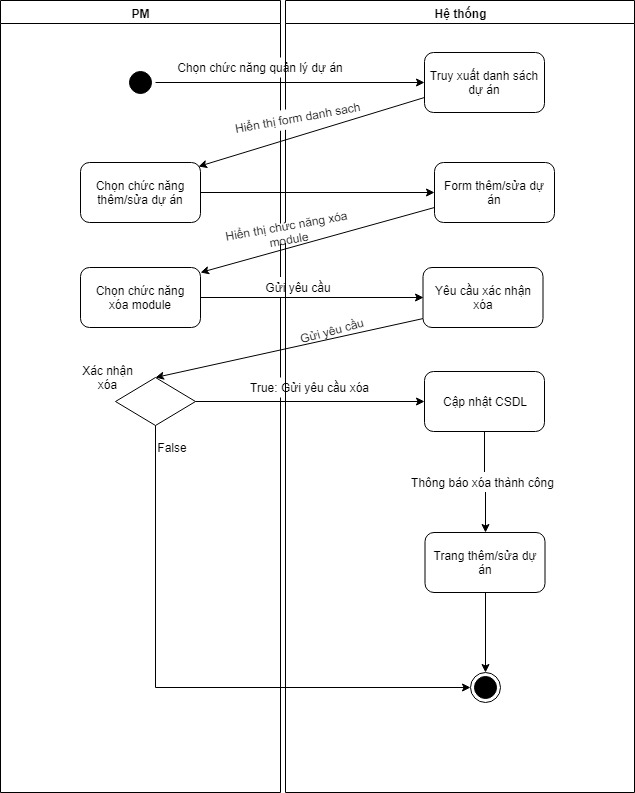 PM
Hệ thống
Chọn chức năng quản lý dự án
Truy xuất danh sách
dự án
Hiển thị form danh sach
Chọn chức năng
thêm/sửa dự án
Form thêm/sửa dự
án
Hiển thị chức năng xóa
module
Chọn chức năng
xóa module
Gửi yêu cầu
Yêu cầu xác nhận
xóa
Gửi yêu cầu
Xác nhận
xóa
True: Gửi yêu cầu xóa
Cập nhật CSDL
False
Thông báo xóa thành công
Trang thêm/sửa dự
án